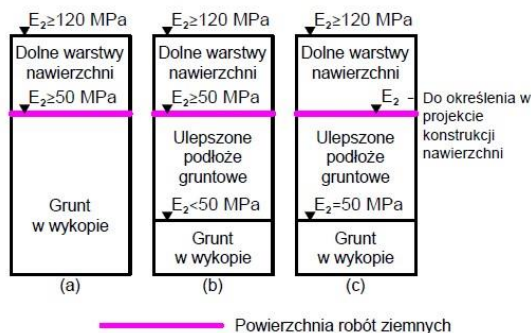 E₂≥120 MPa
Dolne warstwy
nawierzchni
E₂≥50 MPa
Grunt
w wykopie
(a)
E₂≥120 MPa
Dolne warstwy
nawierzchni
E₂≥50 MPa
Ulepszone
podłoże
gruntowe
E₂<50 MPa
Grunt
w wykopie
(b)
E₂≥120 MPa
Dolne warstwy
nawierzchni
E₂ - Do określenia w
projekcie
konstrukcji
nawierzchni
Ulepszone
podłoże
gruntowe
E₂=50 MPa
Grunt
w wykopie
(c)
Powierzchnia robót ziemnych